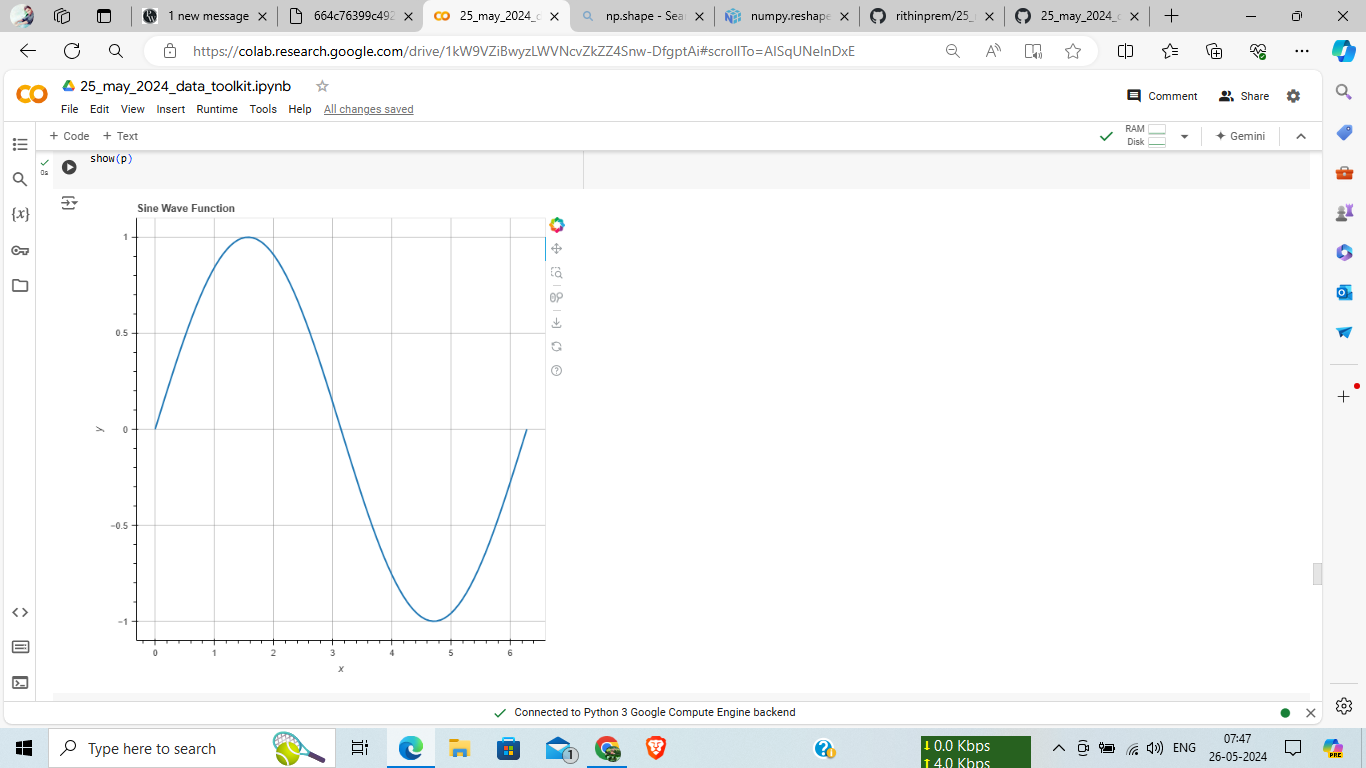 1 new message
664c76399c492
25_may_2024_d
np.shape - Sea
numpy.reshape
rithinprem/25_
25_may_2024_d
https://colab.research.google.com/drive/1kW9VZiBwyzLWVNcvZkZZ4Snw-DfgptAi#scrollTo=AISqUNeInDxE
25_may_2024_data_toolkit.ipynb
File Edit View Insert Runtime Tools Help All changes saved
Comment
Share
+ Code + Text
RAM
Disk
Gemini
show(p)
0s
{x}
Sine Wave Function
1
0.5
0
−0.5
−1
y
0 1 2 3 4 5 6
x
Connected to Python 3 Google Compute Engine backend
Type here to search
1
0.0 Kbps
4.0 Kbps
ENG
07:47
26-05-2024
PRE